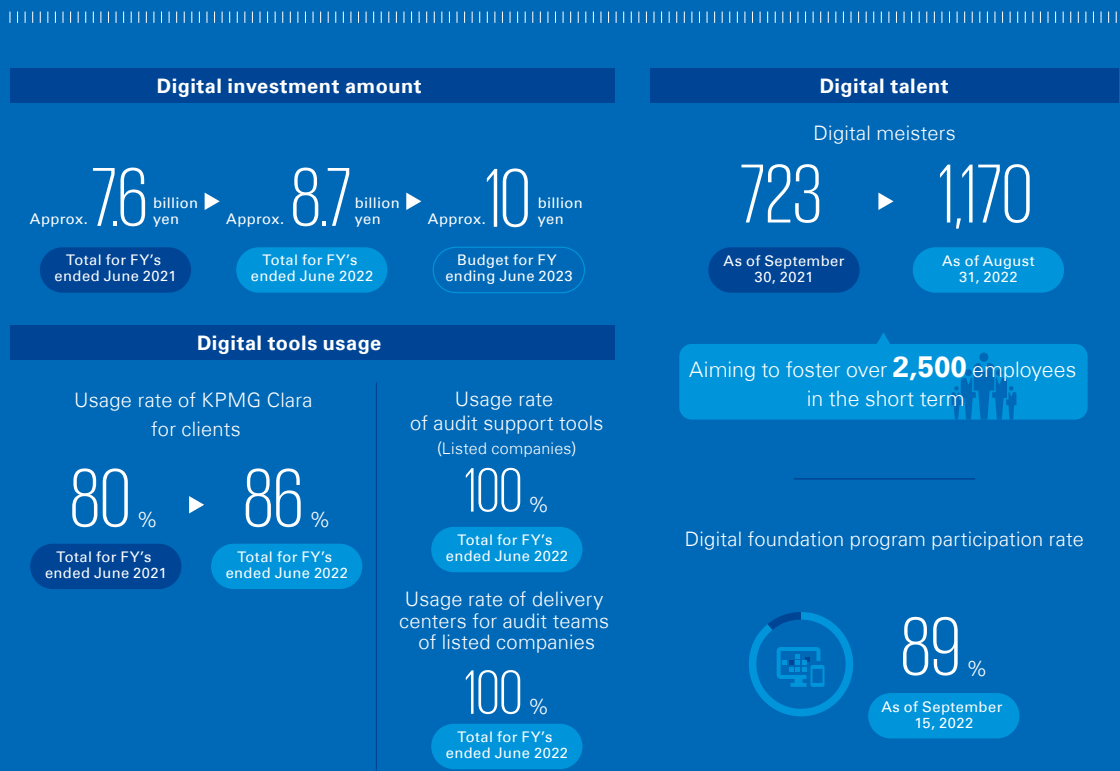 Digital investment amount
Approx. 7.6 billion yen
Total for FY's
ended June 2021
Approx. 8.7 billion yen
Total for FY's
ended June 2022
Approx. 10 billion yen
Budget for FY
ending June 2023
Digital tools usage
Usage rate of KPMG Clara
for clients
80 %
Total for FY's
ended June 2021
86 %
Total for FY's
ended June 2022
Usage rate
of audit support tools
(Listed companies)
100 %
Total for FY's
ended June 2022
Usage rate of delivery
centers for audit teams
of listed companies
100 %
Total for FY's
ended June 2022
Digital talent
Digital meisters
723
As of September
30, 2021
1,170
As of August
31, 2022
Aiming to foster over 2,500 employees
in the short term
Digital foundation program participation rate
89 %
As of September
15, 2022